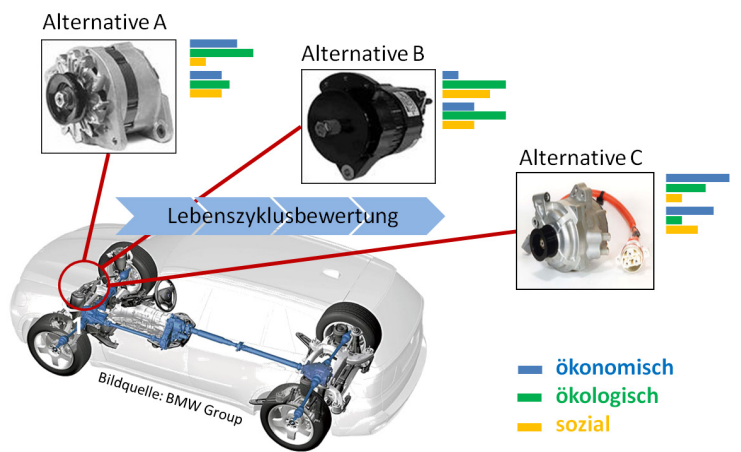 Alternative A
Alternative B
Alternative C
Lebenszyklusbewertung
Bildquelle: BMW Group
ökonomisch
ökologisch
sozial